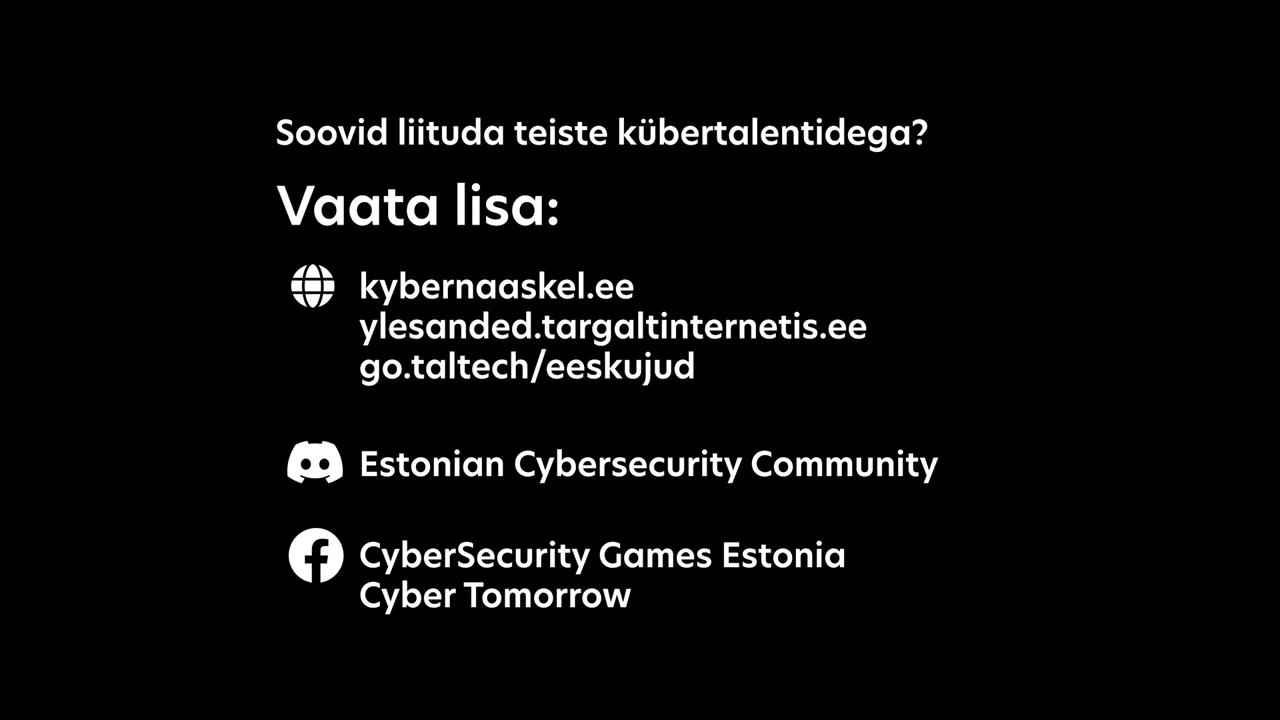 Soovid liituda teiste kübertalentidega?
Vaata lisa:
kybernaaskel.ee
ylesanded.targaltinternetis.ee
go.taltech/eeskujud
Estonian Cybersecurity Community
CyberSecurity Games Estonia
Cyber Tomorrow